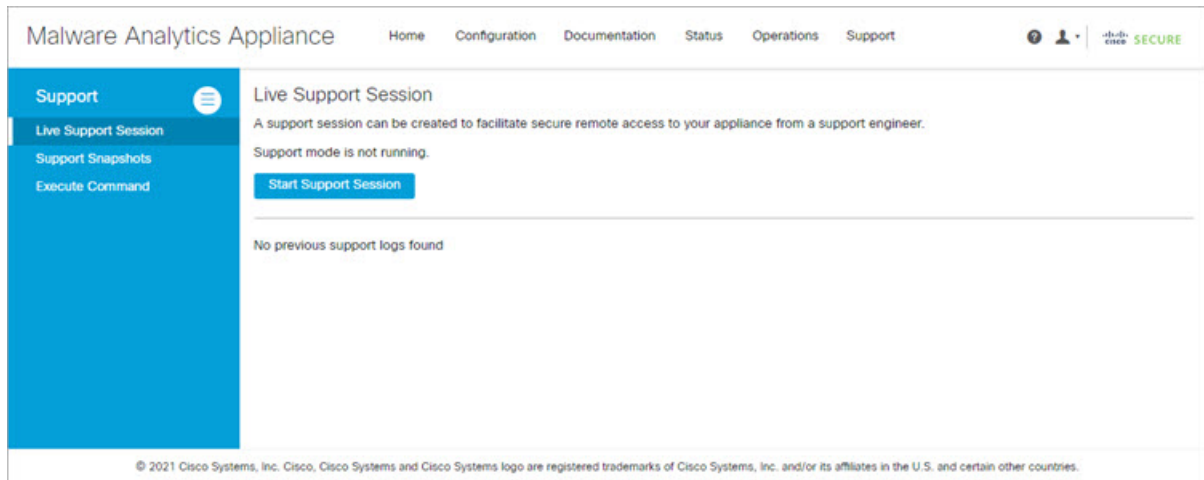 Malware Analytics Appliance Home Configuration Documentation Status Operations Support CISCO SECURE
Support
Live Support Session
Support Snapshots
Execute Command
Live Support Session
A support session can be created to facilitate secure remote access to your appliance from a support engineer.
Support mode is not running.
Start Support Session
No previous support logs found
© 2021 Cisco Systems, Inc. Cisco, Cisco Systems and Cisco Systems logo are registered trademarks of Cisco Systems, Inc. and/or its affiliates in the U.S. and certain other countries.